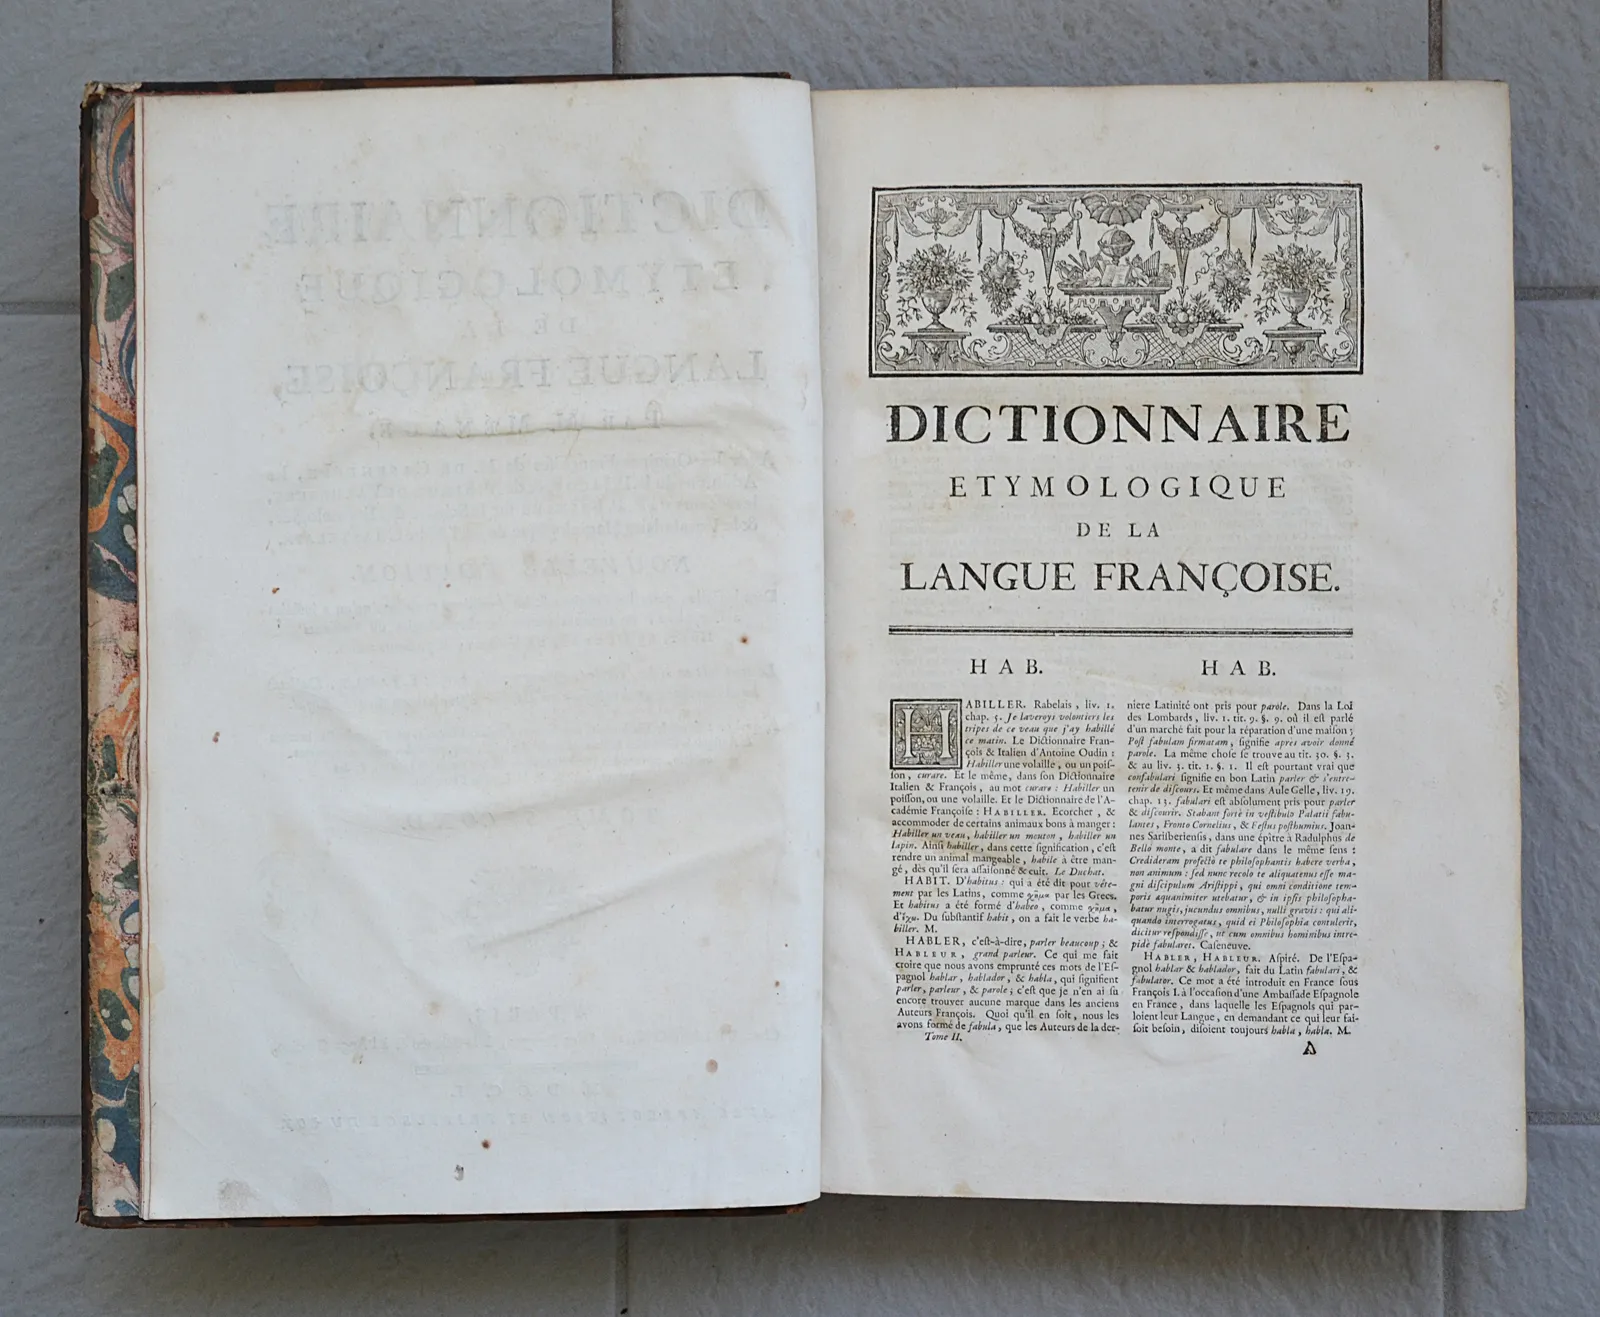 DICTIONNAIRE
ETYMOLOGIQUE
DE LA
LANGUE FRANÇOISE,
PAR M. MENAGE,
NOUVELLE EDITION.
DICTIONNAIRE
ETYMOLOGIQUE
DE LA
LANGUE FRANÇOISE.
HAB.
HABILLER. Rabelais, liv. 1.
chap. 5. Je laveroys volontiers les
tripes de ce veau que j'ay habillé
ce matin. Le Dictionnaire Fran-
çois & Italien d'Antoine Oudin :
Habiller une volaille, ou un poiſ-
ſon, curare. Et le même, dans ſon Dictionnaire
Italien & François, au mot curare : Habiller un
poiſſon, ou une volaille. Et le Dictionnaire de l'A-
cadémie Françoiſe : HABILLER. Ecorcher, &
accommoder de certains animaux bons à manger :
Habiller un veau, habiller un mouton, habiller un
lapin. Ainſi habiller, dans cette ſignification, c'eſt
rendre un animal mangeable, habile à être man-
gé, dès qu'il ſera aſſaiſonné & cuit. Le Duchat.
HABIT. D'habitus : qui a été dit pour vête-
ment par les Latins, comme χῆμα par les Grecs.
Et habitus a été formé d'habeo, comme χῆμα,
d'ἔχω. Du ſubſtantif habit, on a fait le verbe ha-
biller. M.
HABLER, c'eſt-à-dire, parler beaucoup ; &
HABLEUR, grand parleur. Ce qui me fait
croire que nous avons emprunté ces mots de l'Eſ-
pagnol hablar, hablador, & habla, qui ſignifient
parler, parleur, & parole ; c'eſt que je n'en ai ſû
encore trouver aucune marque dans les anciens
Auteurs François. Quoi qu'il en ſoit, nous les
avons formé de fabula, que les Auteurs de la der-
Tome II.
HAB.
niere Latinité ont pris pour parole. Dans la Loi
des Lombards, liv. 1. tit. 9. §. 9. où il eſt parlé
d'un marché fait pour la réparation d'une maiſon ;
Poſt fabulam firmatam, ſignifie après avoir donné
parole. La même choſe ſe trouve au tit. 30. §. 3.
& au liv. 3. tit. 1. §. 1. Il eſt pourtant vrai que
confabulari ſignifie en bon Latin parler & s'entre-
tenir de diſcours. Et même dans Aule Gelle, liv. 19.
chap. 13. fabulari eſt abſolument pris pour parler
& diſcourir. Stabant fortè in veſtibulo Palatii fabu-
lantes, Fronto Cornelius, & Feſtus poſthumius. Joan-
nes Sariſberienſis, dans une épître à Radulphus de
Bello monte, a dit fabulare dans le même ſens :
Credideram profectò te philoſophantis habere verba,
non animum : ſed nunc recolo te aliquatenus eſſe ma-
gni diſcipulum Ariſtippi, qui omni conditione tem-
poris aquanimiter utebatur, & in ipſis philoſopha-
batur nugis, jucundus omnibus, nulli gravis : qui ali-
quando interrogatus, quid ei Philoſophia contulerit,
dicitur reſpondiſſe, ut cum omnibus hominibus intre-
pidè fabularet. Caſeneuve.
HABLER, HABLEUR. Aſpiré. De l'Eſpa-
gnol hablar & hablador, fait du Latin fabulari, &
fabulator. Ce mot a été introduit en France ſous
François I. à l'occaſion d'une Ambaſſade Eſpagnole
en France, dans laquelle les Eſpagnols qui par-
loient leur Langue, en demandant ce qui leur fai-
ſoit beſoin, diſoient toujours habla, habla. M.
A